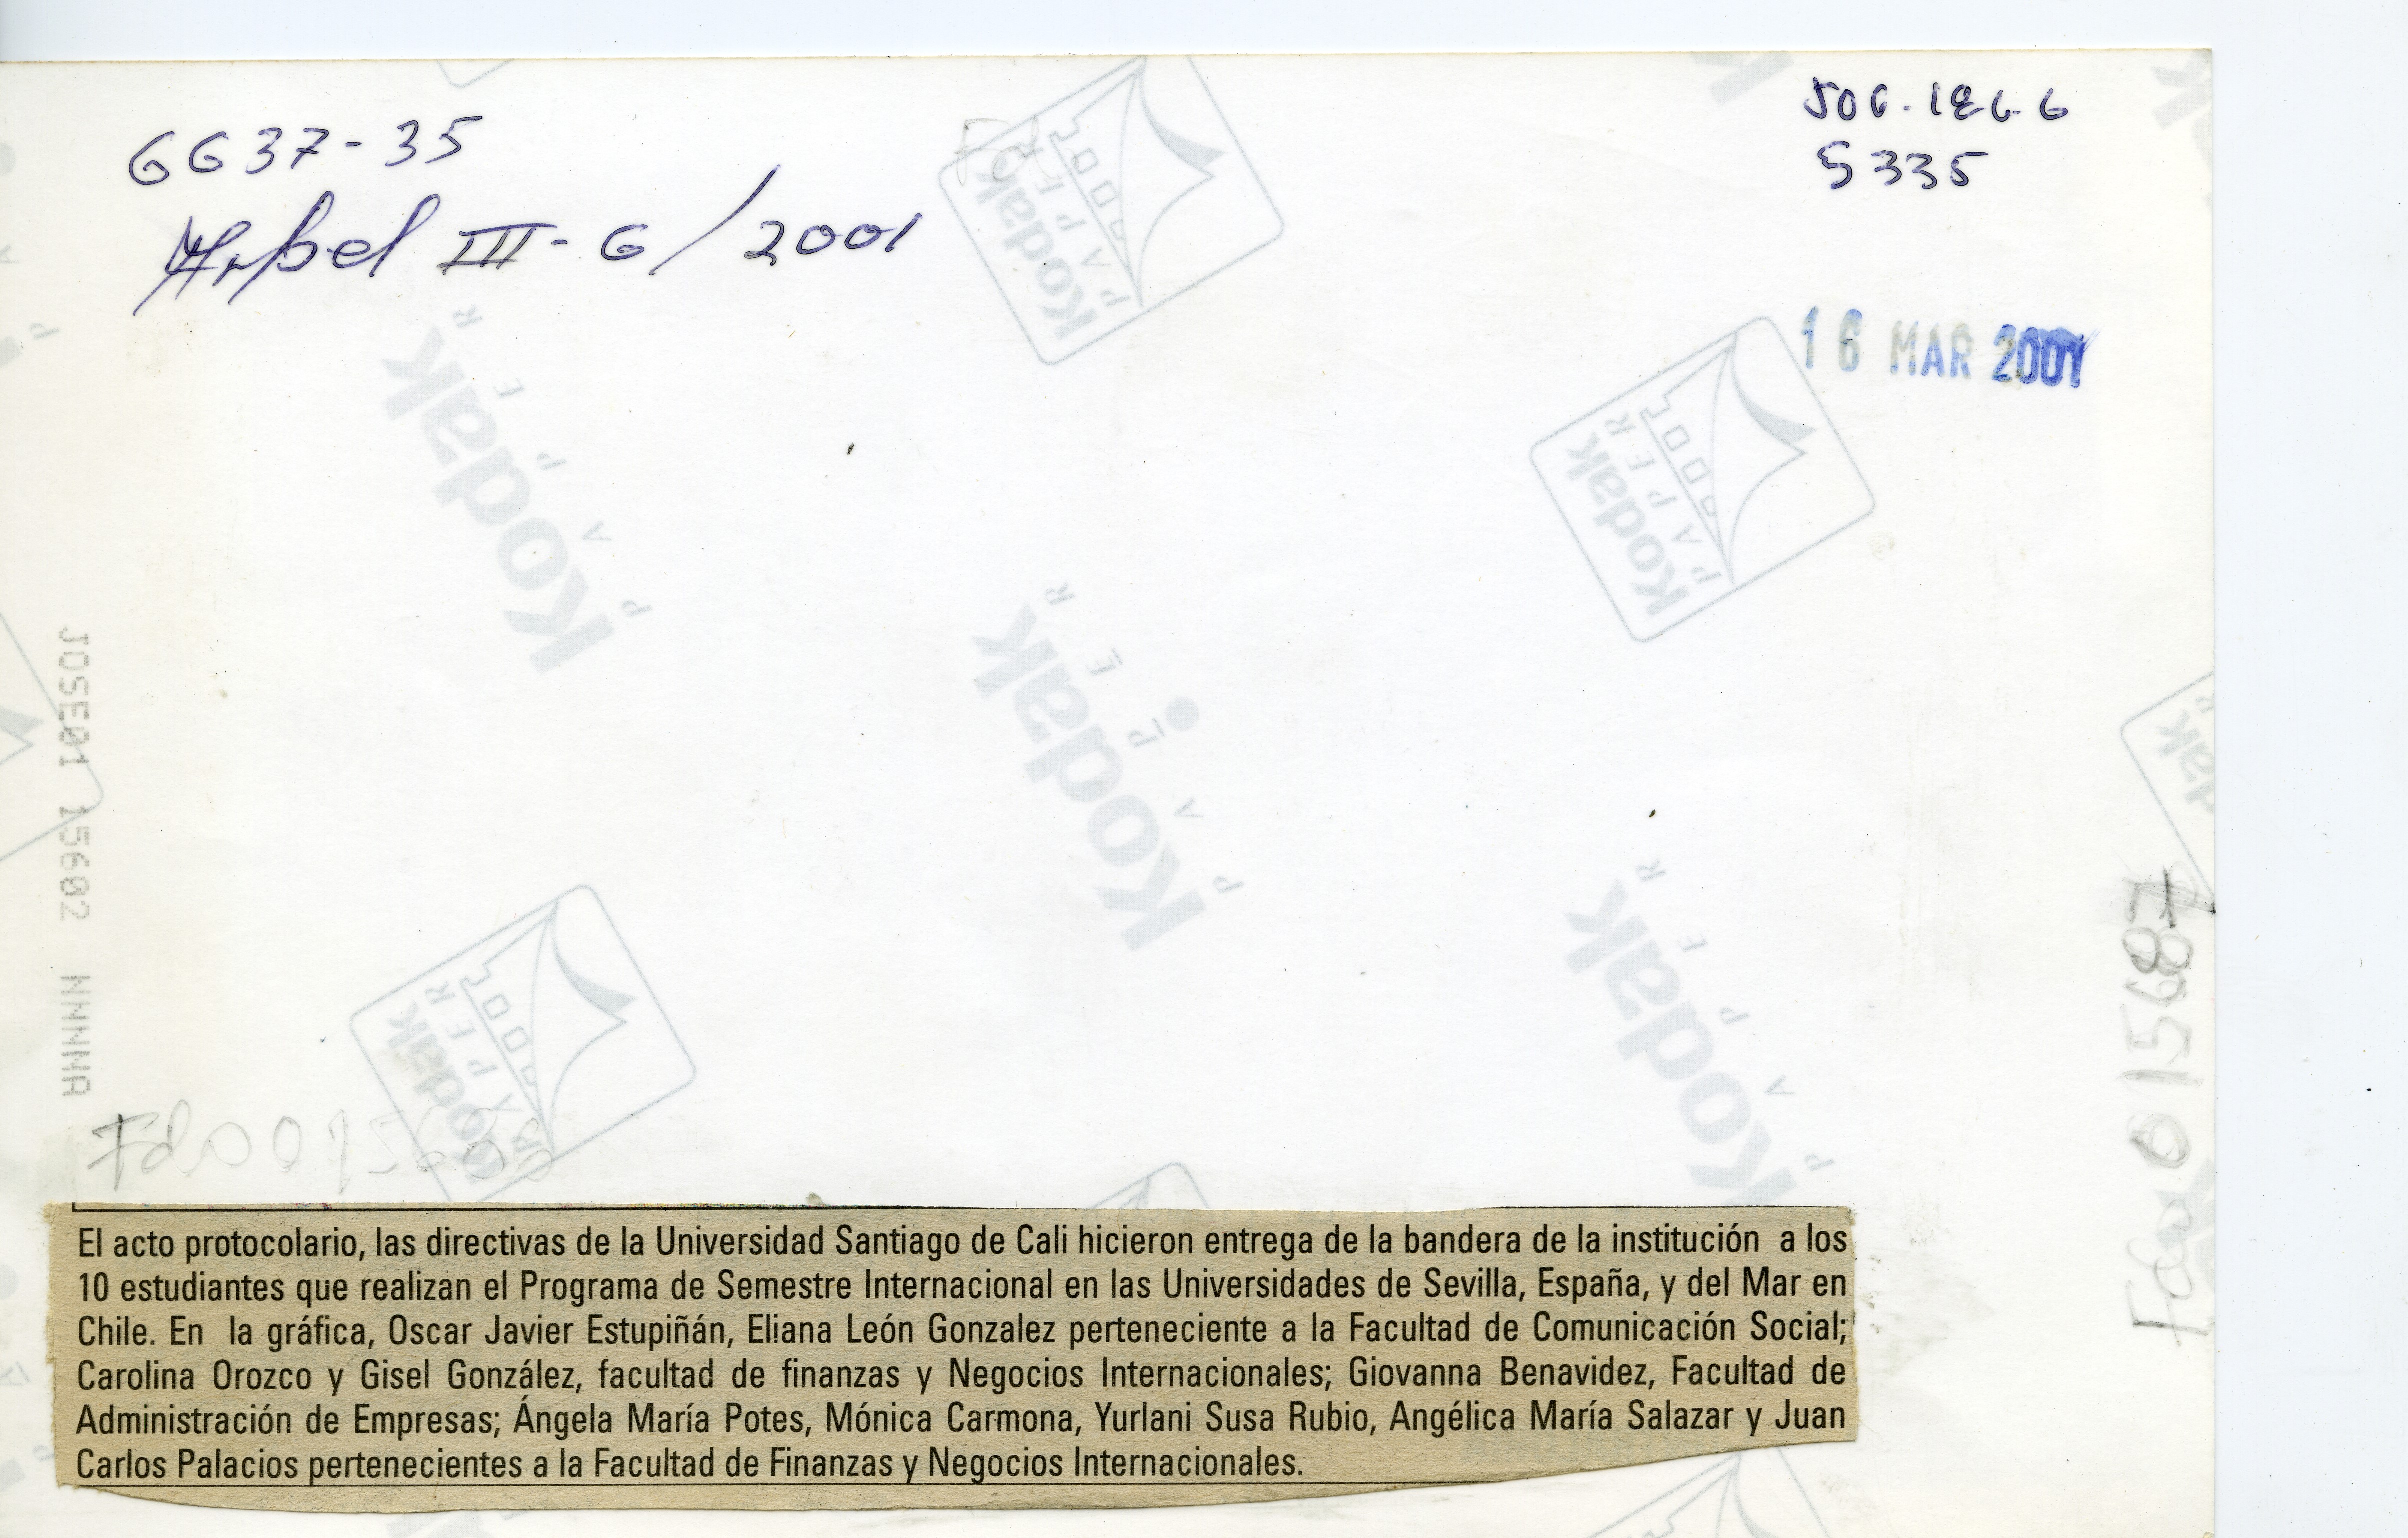 6637-35
III-6/2001
5335
16 MAR 2001
Kodak
PAPER
JOSE01 15602 NNNNA
El acto protocolario, las directivas de la Universidad Santiago de Cali hicieron entrega de la bandera de la institución a los
10 estudiantes que realizan el Programa de Semestre Internacional en las Universidades de Sevilla, España, y del Mar en
Chile. En la gráfica, Oscar Javier Estupiñán, Eliana León Gonzalez perteneciente a la Facultad de Comunicación Social;
Carolina Orozco y Gisel González, facultad de finanzas y Negocios Internacionales; Giovanna Benavidez, Facultad de
Administración de Empresas; Ángela María Potes, Mónica Carmona, Yurlani Susa Rubio, Angélica María Salazar y Juan
Carlos Palacios pertenecientes a la Facultad de Finanzas y Negocios Internacionales.